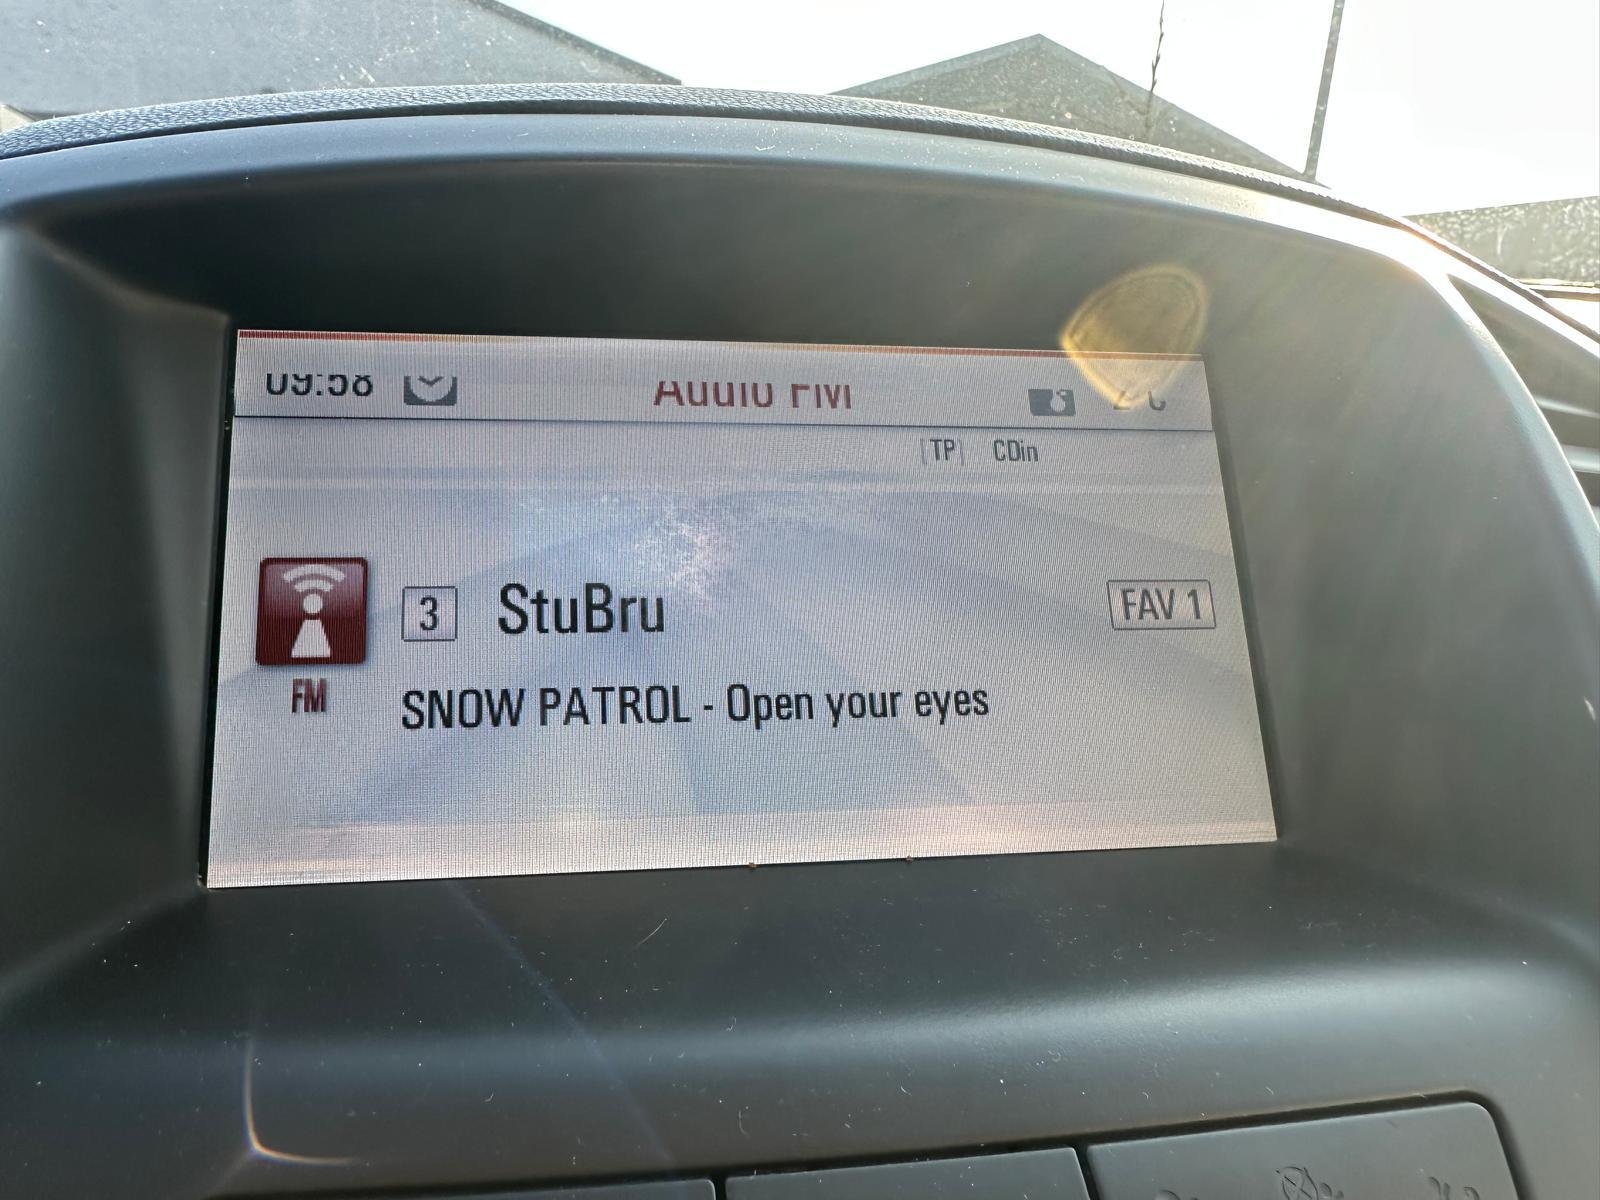 09:58 Audio FM
[TP] CDin
3 StuBru FAV 1
FM
SNOW PATROL - Open your eyes